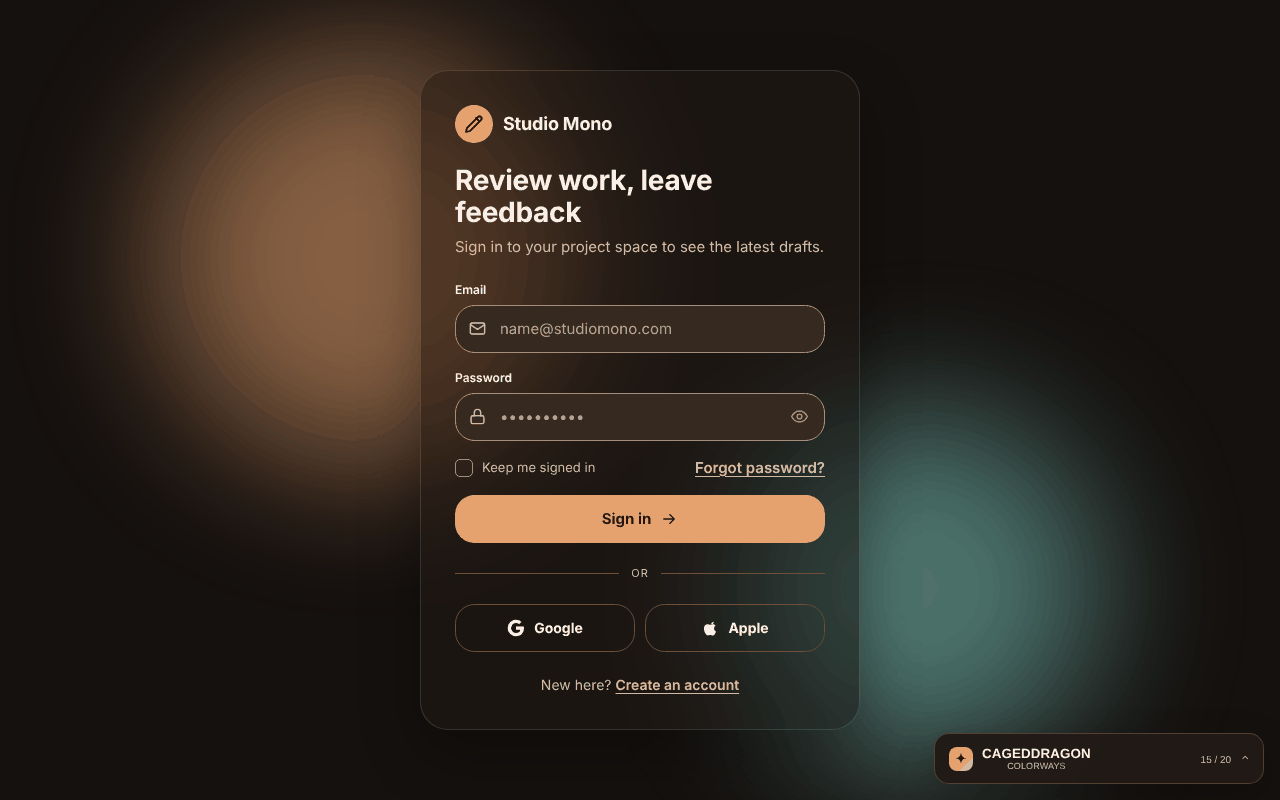 Studio Mono
Review work, leave
feedback
Sign in to your project space to see the latest drafts.
Email
name@studiomono.com
Password
••••••••••
Keep me signed in
Forgot password?
Sign in
OR
Google
Apple
New here? Create an account
CAGEDDRAGON
COLORWAYS
15 / 20